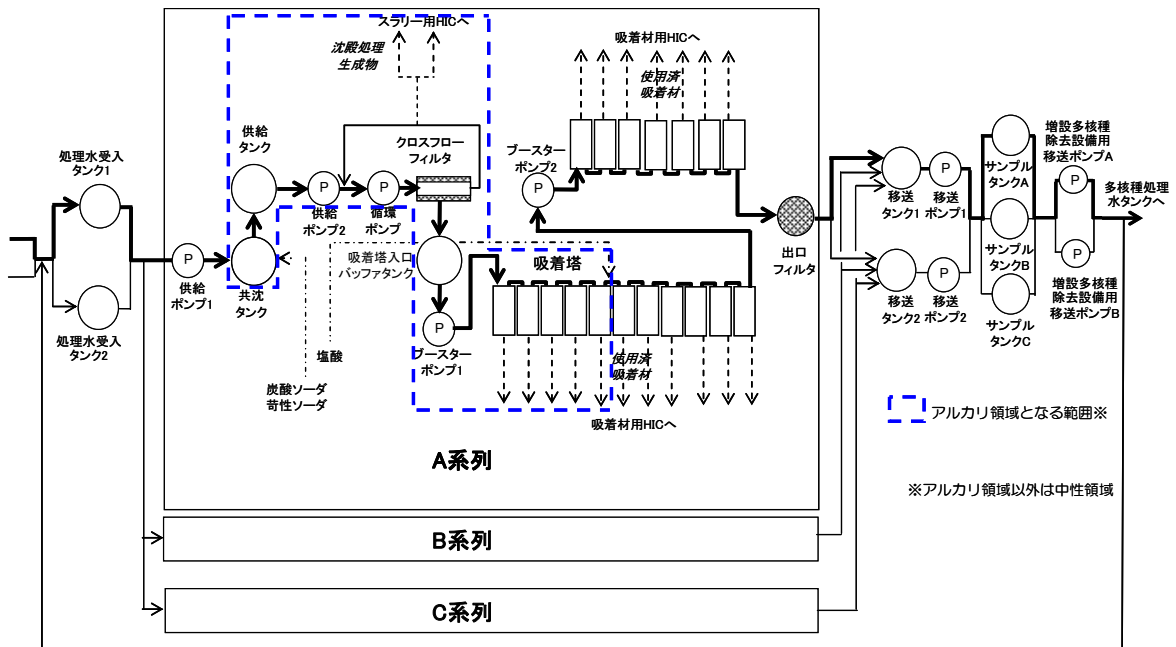 スラリー用HICへ
沈殿処理
生成物
吸着材用HICへ
使用済
吸着材
処理水受入
タンク1
処理水受入
タンク2
P
供給
ポンプ1
供給
タンク
共沈
タンク
P
供給
ポンプ2
P
循環
ポンプ
クロスフロー
フィルタ
吸着塔入口
バッファタンク
P
ブースター
ポンプ1
塩酸
炭酸ソーダ
苛性ソーダ
ブースター
ポンプ2
P
吸着塔
使用済
吸着材
吸着材用HICへ
出口
フィルタ
移送
タンク1
P
移送
ポンプ1
移送
タンク2
P
移送
ポンプ2
サンプル
タンクA
サンプル
タンクB
サンプル
タンクC
増設多核種
除去設備用
移送ポンプA
P
P
増設多核種
除去設備用
移送ポンプB
多核種処理
水タンクへ
アルカリ領域となる範囲※
※アルカリ領域以外は中性領域
A系列
B系列
C系列